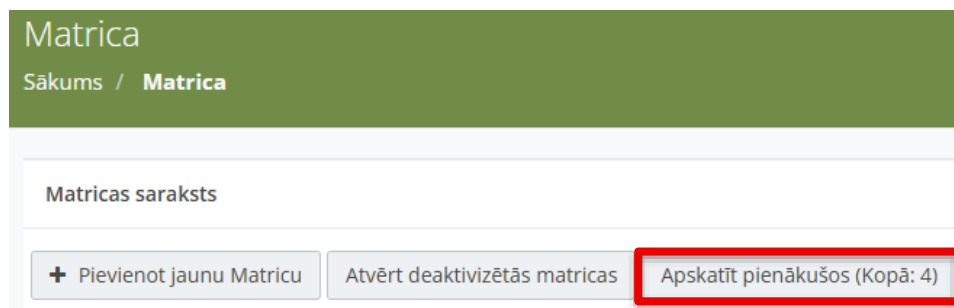 Matrica
Sākums / Matrica
Matricas saraksts
+ Pievienot jaunu Matricu Atvērt deaktivizētās matricas Apskatīt pienākušos (Kopā: 4)